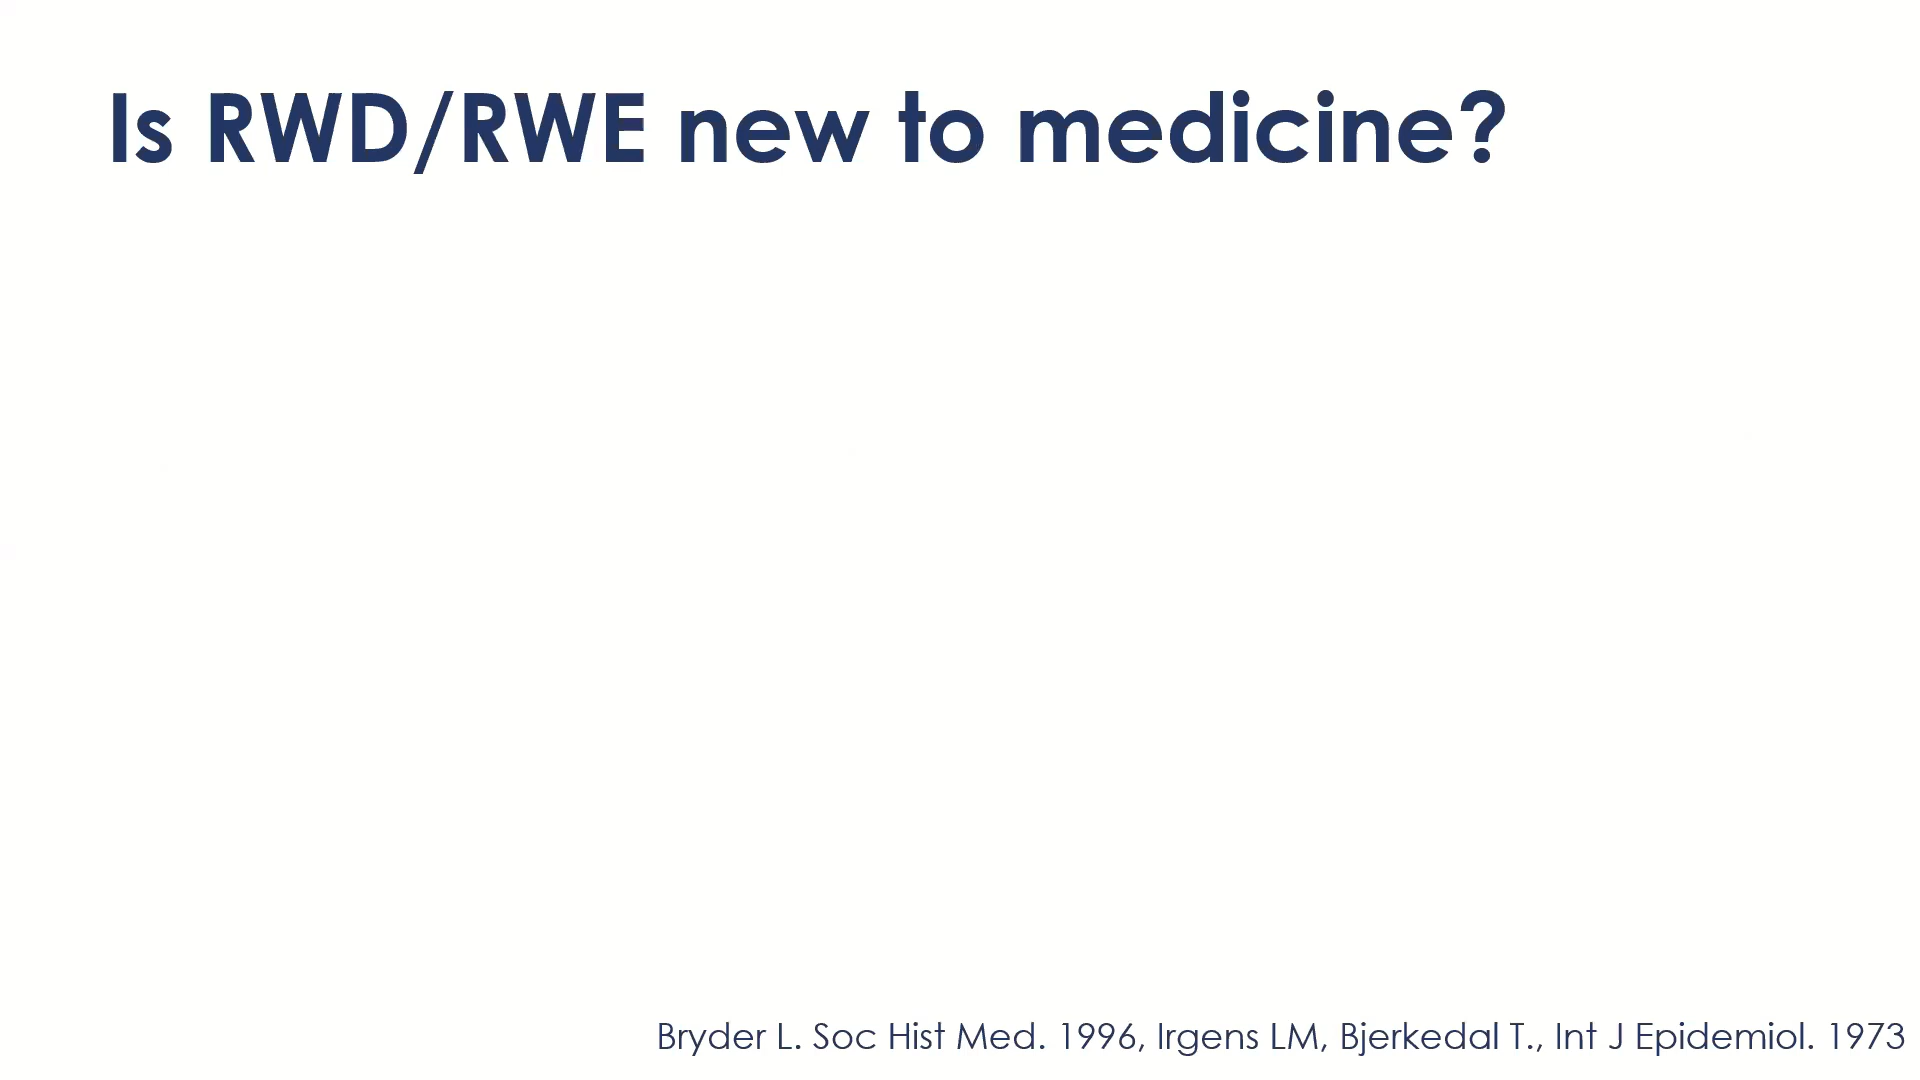 Is RWD/RWE new to medicine?
Bryder L. Soc Hist Med. 1996, Irgens LM, Bjerkedal T., Int J Epidemiol. 1973